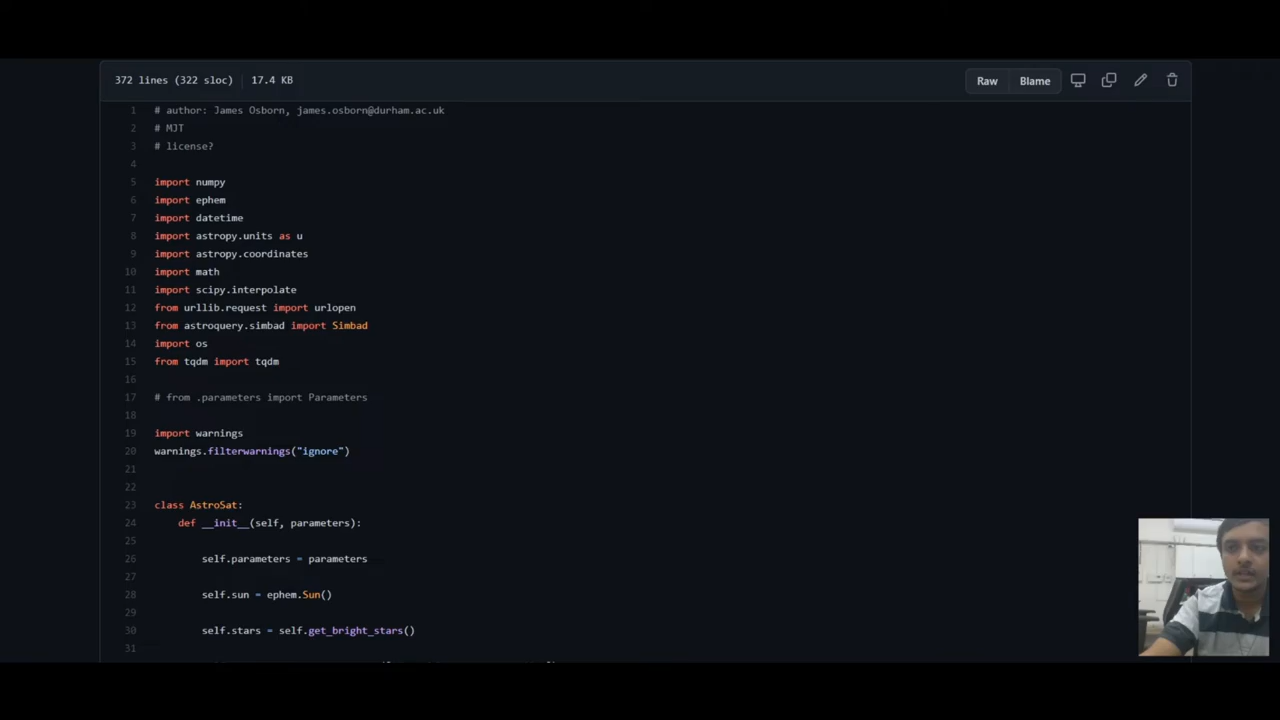 372 lines (322 sloc) 17.4 KB Raw Blame
1 # author: James Osborn, james.osborn@durham.ac.uk
2 # MJT
3 # license?
4
5 import numpy
6 import ephem
7 import datetime
8 import astropy.units as u
9 import astropy.coordinates
10 import math
11 import scipy.interpolate
12 from urllib.request import urlopen
13 from astroquery.simbad import Simbad
14 import os
15 from tqdm import tqdm
16
17 # from .parameters import Parameters
18
19 import warnings
20 warnings.filterwarnings("ignore")
21
22
23 class AstroSat:
24 def __init__(self, parameters):
25
26 self.parameters = parameters
27
28 self.sun = ephem.Sun()
29
30 self.stars = self.get_bright_stars()
31